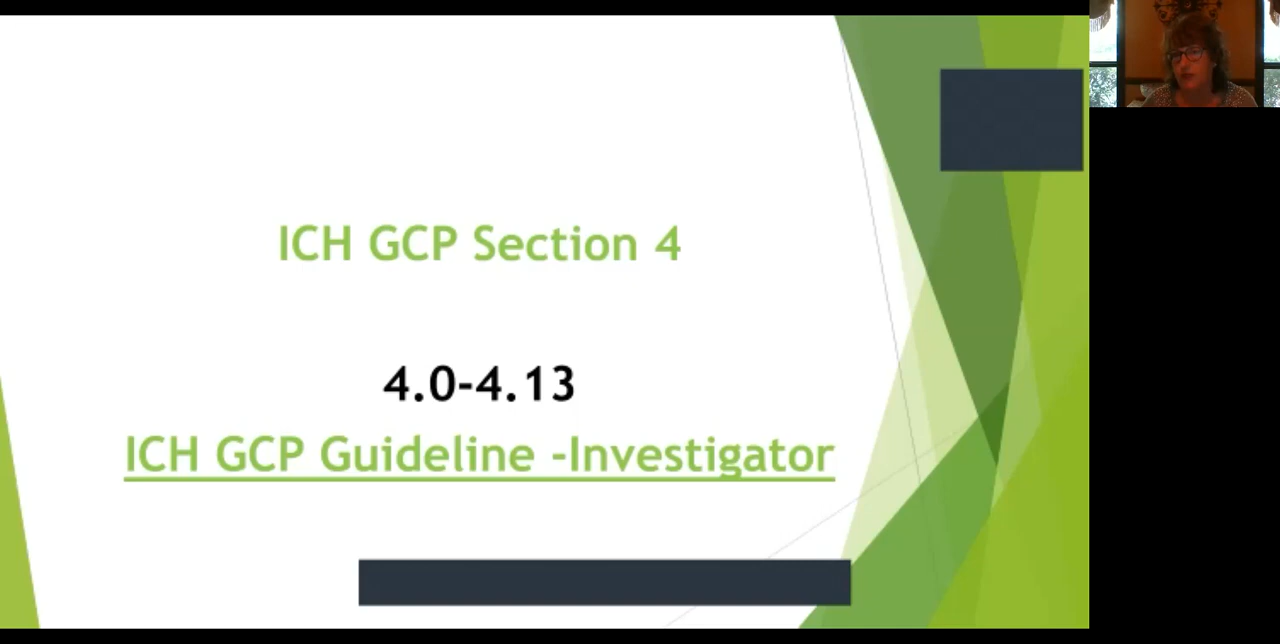 ICH GCP Section 4
4.0-4.13
ICH GCP Guideline -Investigator